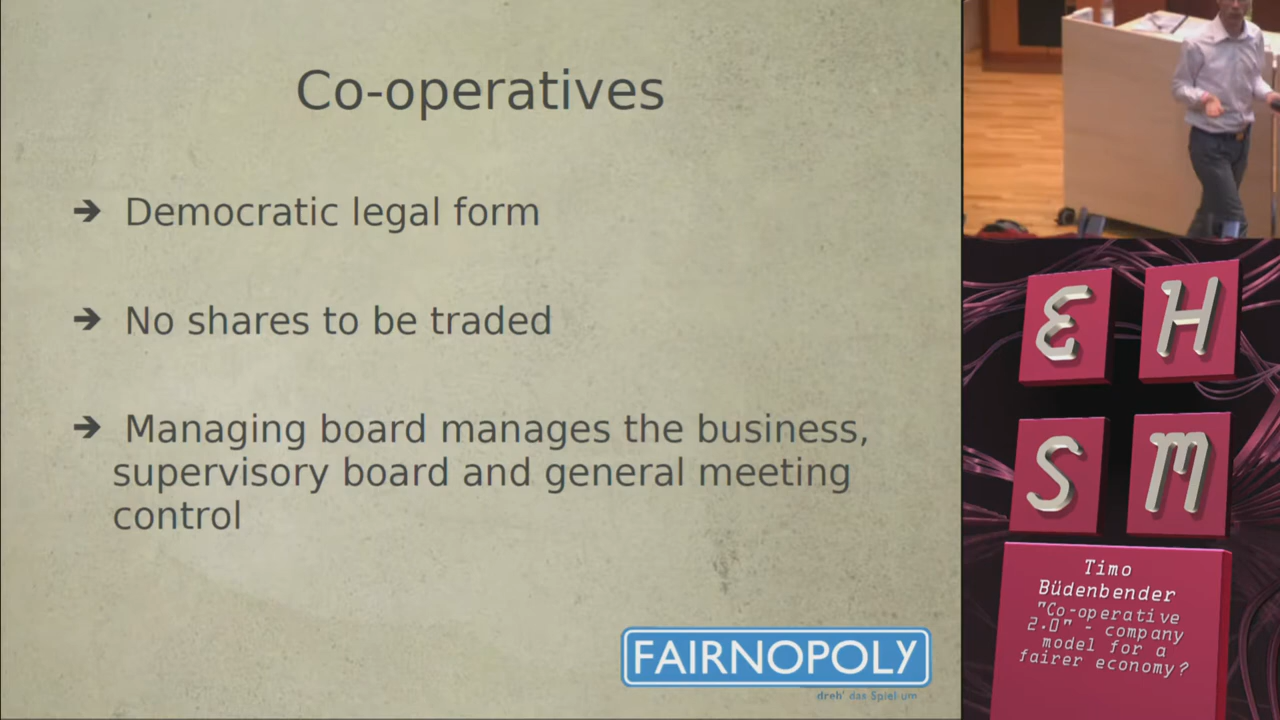 Co-operatives
➔ Democratic legal form
➔ No shares to be traded
➔ Managing board manages the business,
supervisory board and general meeting
control
FAIRNOPOLY
dreh' das Spiel um
E H
S M
Timo
Büdenbender
"Co-operative
2.0" - company
model for a
fairer economy?